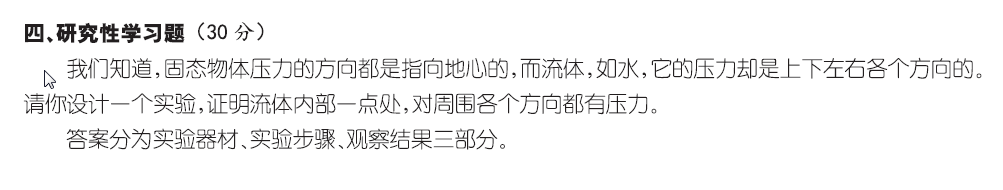 四、研究性学习题（30 分）
我们知道，固态物体压力的方向都是指向地心的，而流体，如水，它的压力却是上下左右各个方向的。
请你设计一个实验，证明流体内部一点处，对周围各个方向都有压力。
答案分为实验器材、实验步骤、观察结果三部分。